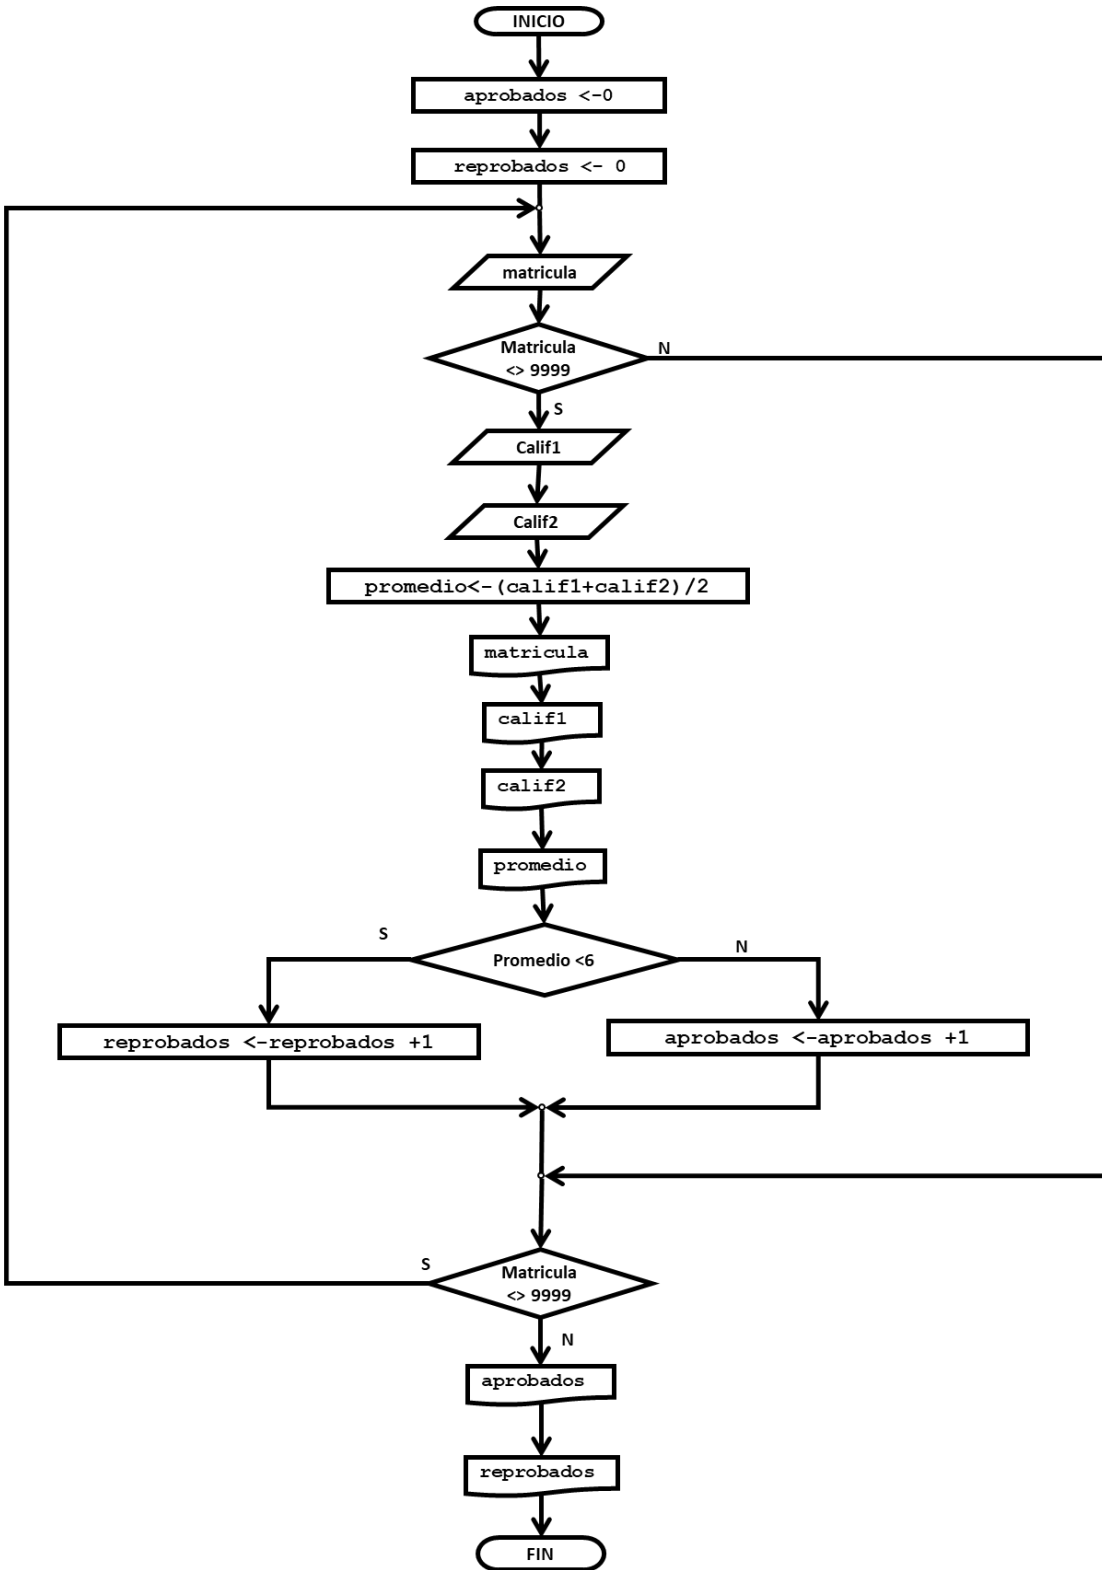 INICIO
aprobados <-0
reprobados <- 0
matricula
Matricula
<> 9999
N
S
Calif1
Calif2
promedio<-(calif1+calif2)/2
matricula
calif1
calif2
promedio
S
Promedio <6
N
reprobados <-reprobados +1
aprobados <-aprobados +1
S
Matricula
<> 9999
N
aprobados
reprobados
FIN